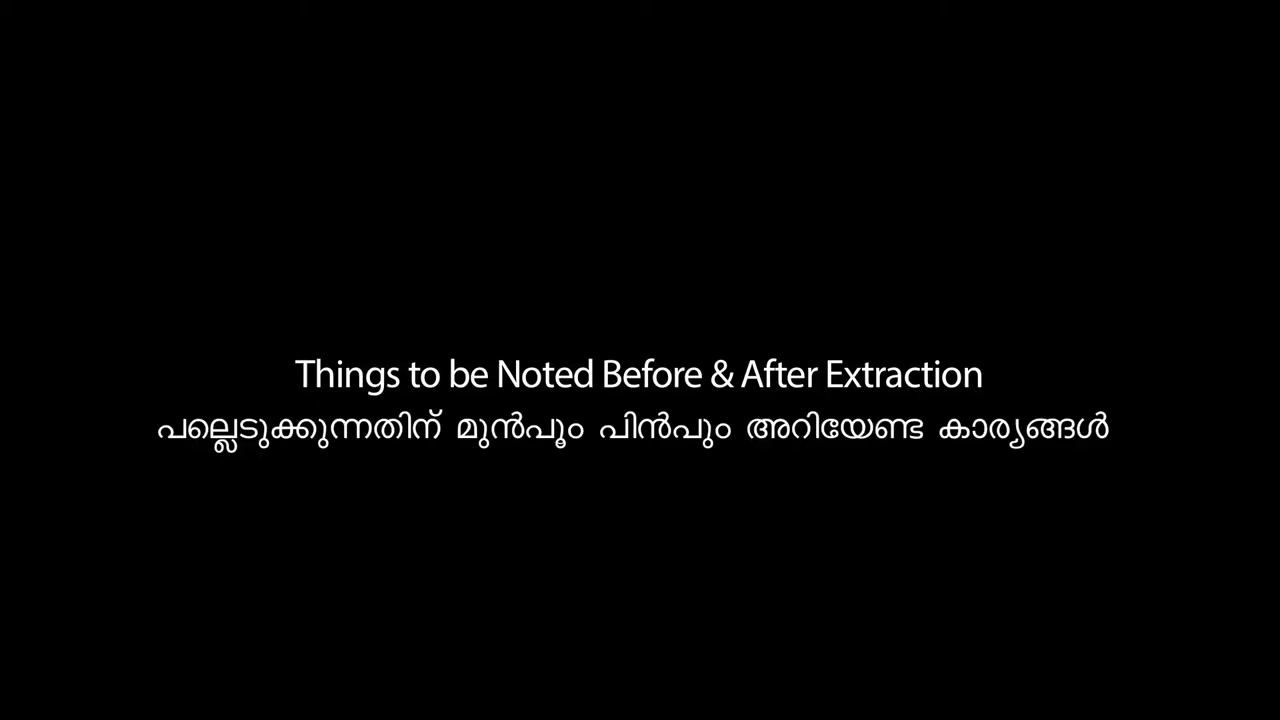 Things to be Noted Before & After Extraction
പല്ലെടുക്കുന്നതിന് മുൻപൂം പിൻപും അറിയേണ്ട കാര്യങ്ങൾ